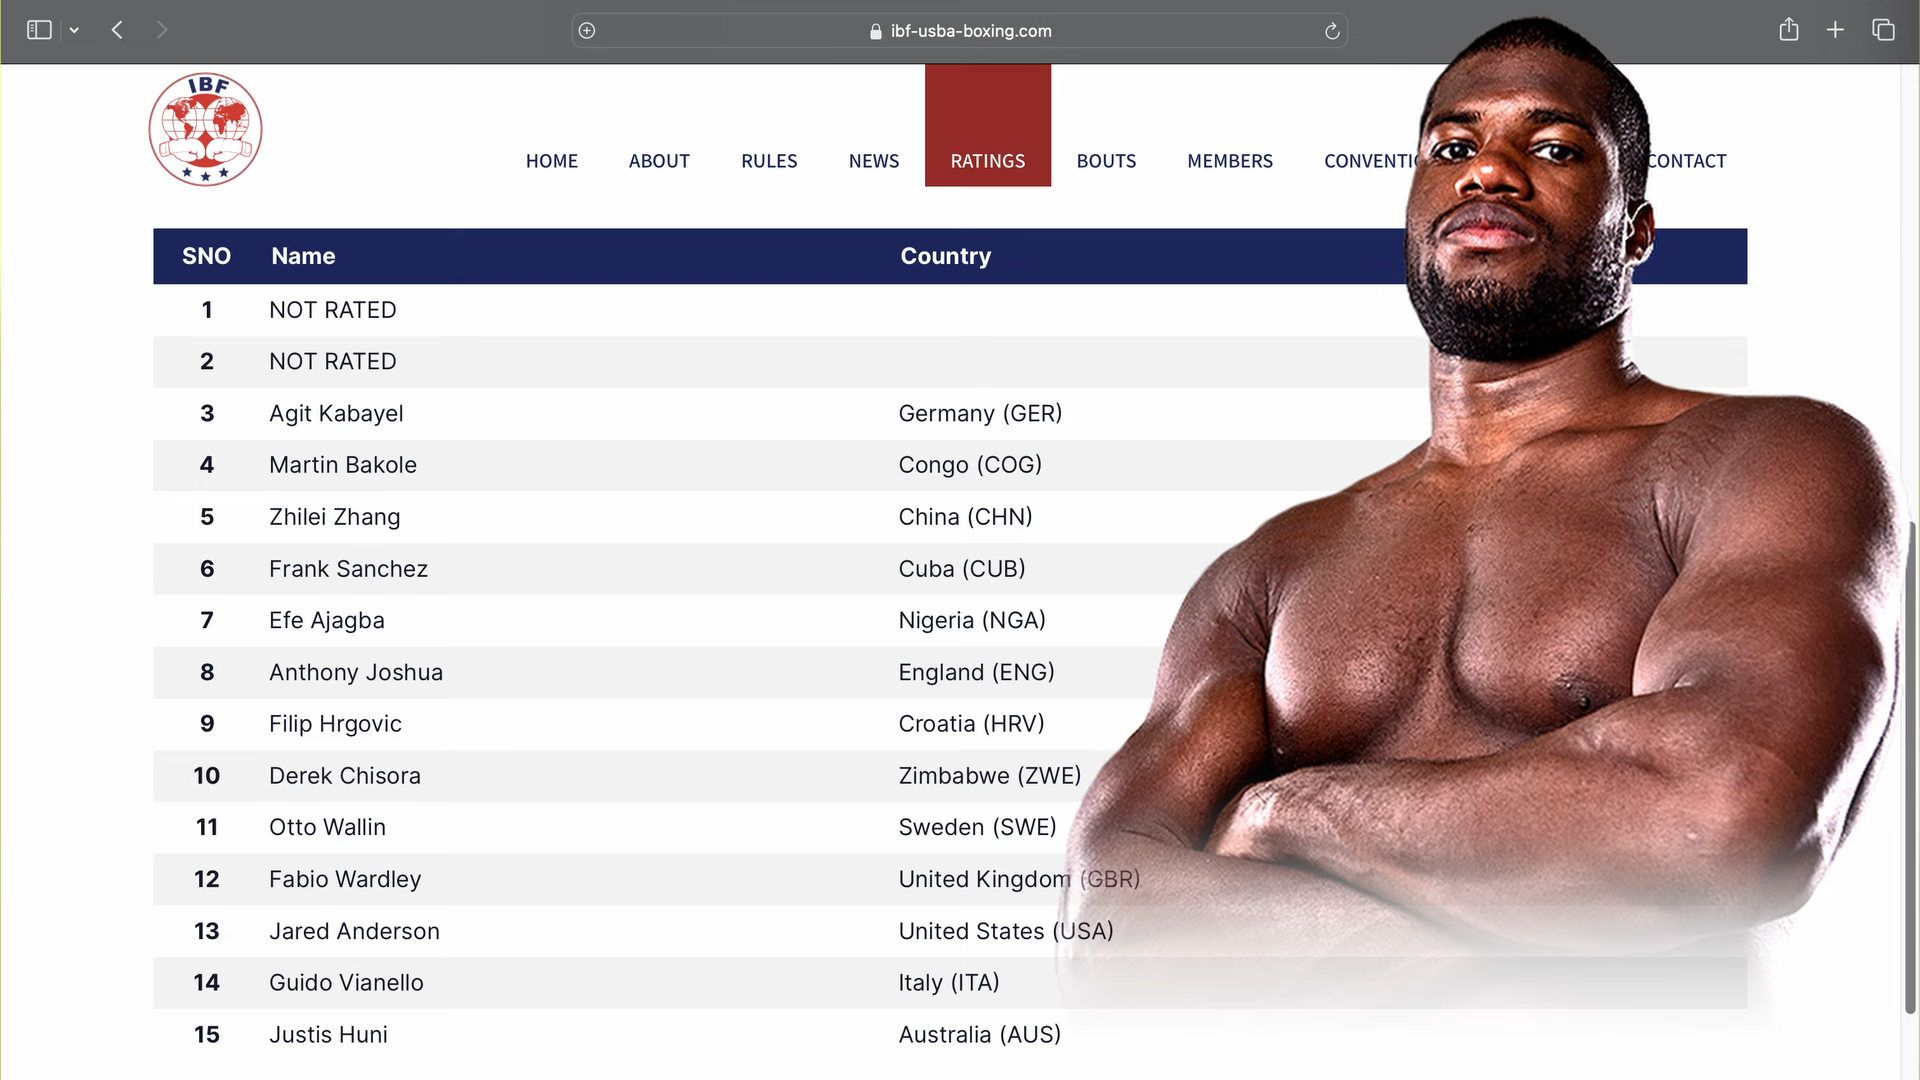 ibf-usba-boxing.com
IBF
HOME ABOUT RULES NEWS RATINGS BOUTS MEMBERS CONVENTIO CONTACT
SNO Name Country
1 NOT RATED
2 NOT RATED
3 Agit Kabayel Germany (GER)
4 Martin Bakole Congo (COG)
5 Zhilei Zhang China (CHN)
6 Frank Sanchez Cuba (CUB)
7 Efe Ajagba Nigeria (NGA)
8 Anthony Joshua England (ENG)
9 Filip Hrgovic Croatia (HRV)
10 Derek Chisora Zimbabwe (ZWE)
11 Otto Wallin Sweden (SWE)
12 Fabio Wardley United Kingdom (GBR)
13 Jared Anderson United States (USA)
14 Guido Vianello Italy (ITA)
15 Justis Huni Australia (AUS)